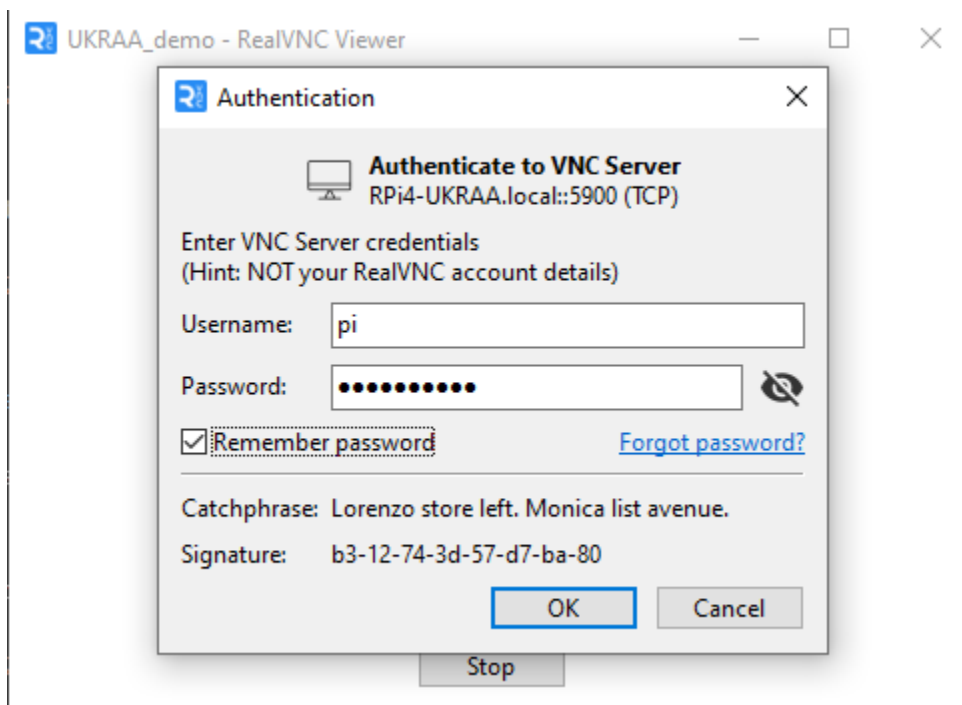 UKRAA_demo - RealVNC Viewer
Authentication
Authenticate to VNC Server
RPi4-UKRAA.local::5900 (TCP)
Enter VNC Server credentials
(Hint: NOT your RealVNC account details)
Username: pi
Password: ●●●●●●●●●●
Remember password Forgot password?
Catchphrase: Lorenzo store left. Monica list avenue.
Signature: b3-12-74-3d-57-d7-ba-80
OK Cancel
Stop